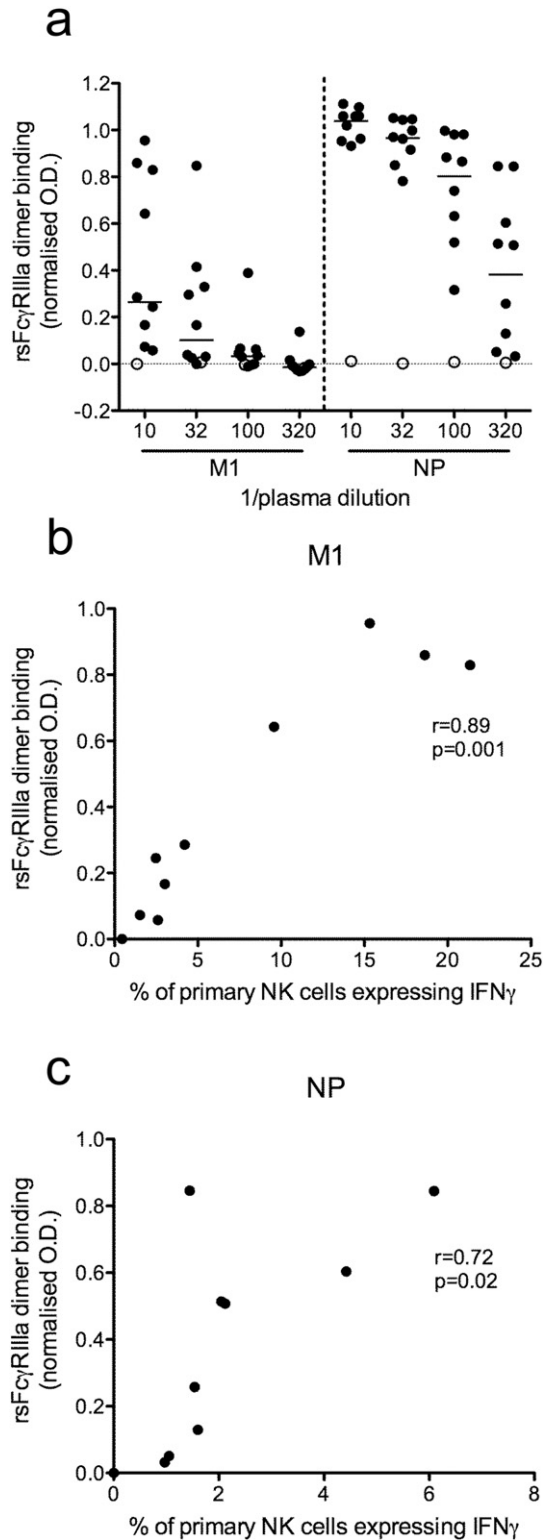 a
rsFcγRIIIa dimer binding
(normalised O.D.)
1.2
1.0
0.8
0.6
0.4
0.2
0.0
-0.2
10 32 100 320 10 32 100 320
M1 NP
1/plasma dilution
b
M1
rsFcγRIIIa dimer binding
(normalised O.D.)
1.0
0.8
0.6
0.4
0.2
0.0
r=0.89
p=0.001
0 5 10 15 20 25
% of primary NK cells expressing IFNγ
c
NP
rsFcγRIIIa dimer binding
(normalised O.D.)
1.0
0.8
0.6
0.4
0.2
0.0
r=0.72
p=0.02
0 2 4 6 8
% of primary NK cells expressing IFNγ